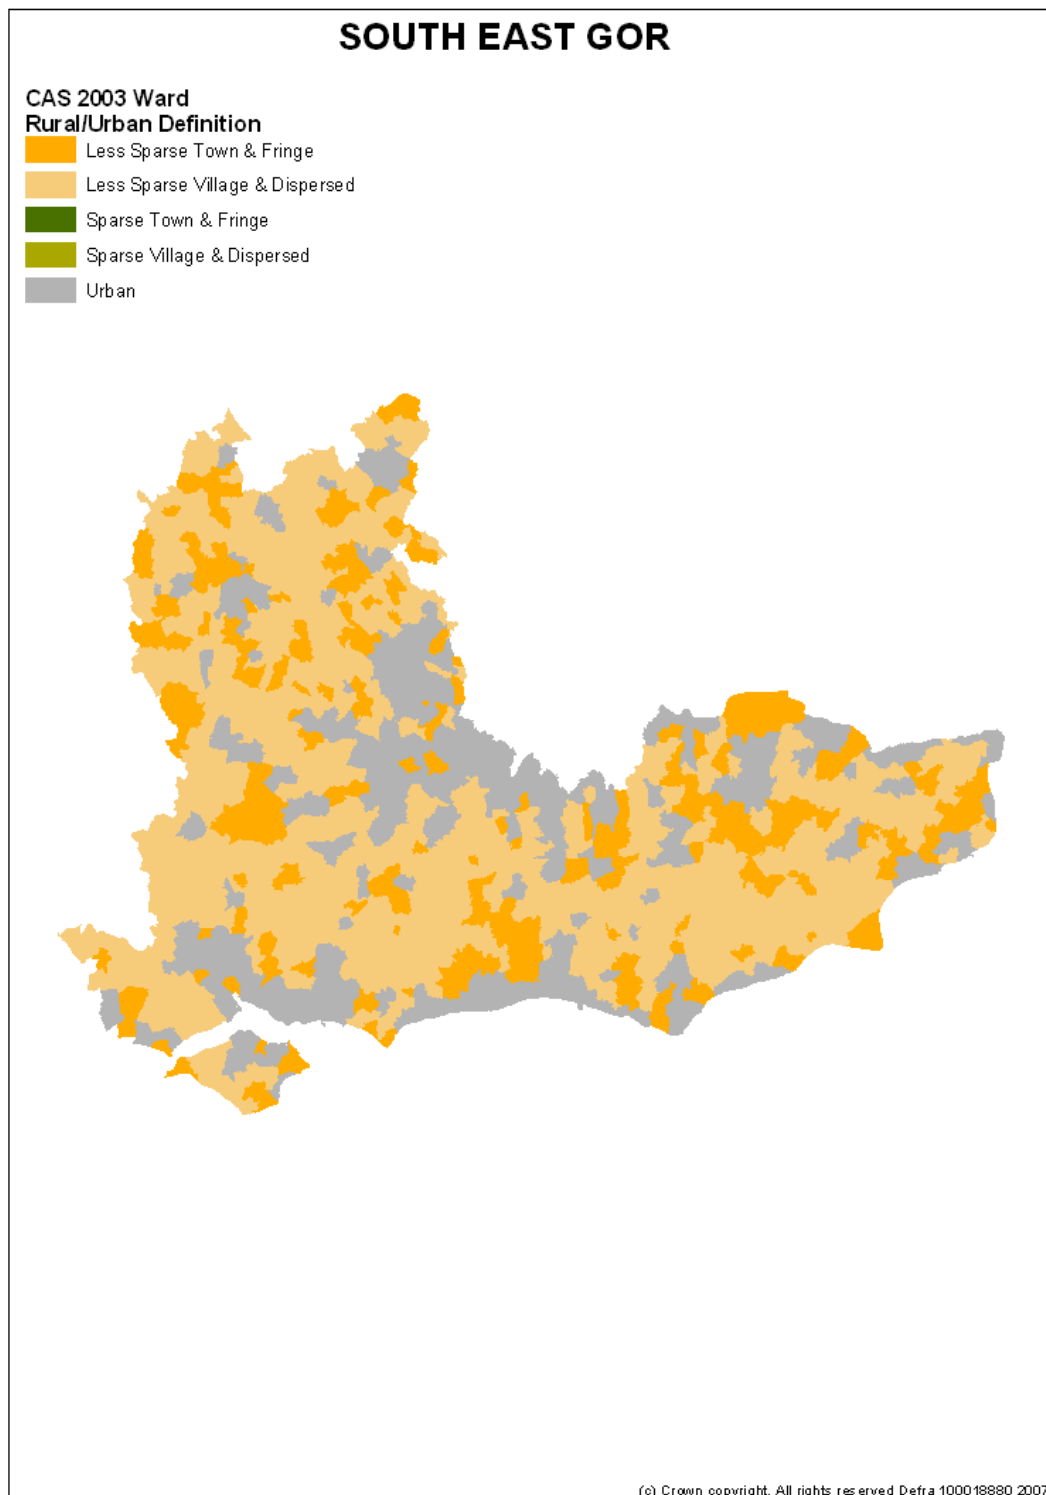 SOUTH EAST GOR
CAS 2003 Ward
Rural/Urban Definition
Less Sparse Town & Fringe
Less Sparse Village & Dispersed
Sparse Town & Fringe
Sparse Village & Dispersed
Urban
(c) Crown copyright. All rights reserved Defra 100018880 2007